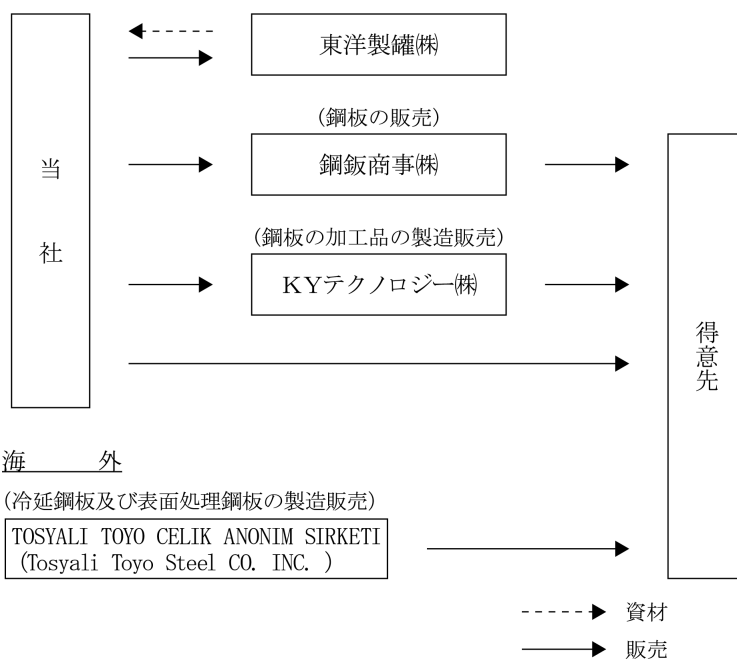 東洋製罐㈱
(鋼板の販売)
当社
鋼鈑商事㈱
(鋼板の加工品の製造販売)
KYテクノロジー㈱
得意先
海　　外
(冷延鋼板及び表面処理鋼板の製造販売)
TOSYALI TOYO CELIK ANONIM SIRKETI
(Tosyali Toyo Steel CO. INC. )
資材
販売